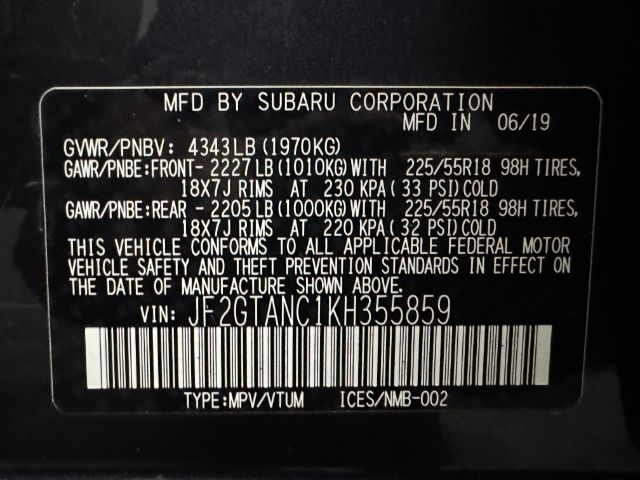 MFD BY SUBARU CORPORATION
MFD IN 06/19
GVWR/PNBV: 4343LB(1970KG)
GAWR/PNBE:FRONT-2227LB(1010KG)WITH 225/55R18 98H TIRES,
18X7J RIMS AT 230 KPA(33 PSI)COLD
GAWR/PNBE:REAR-2205LB(1000KG)WITH 225/55R18 98H TIRES,
18X7J RIMS AT 220 KPA(32 PSI)COLD
THIS VEHICLE CONFORMS TO ALL APPLICABLE FEDERAL MOTOR
VEHICLE SAFETY AND THEFT PREVENTION STANDARDS IN EFFECT ON
THE DATE OF MANUFACTURE SHOWN ABOVE.
VIN: JF2GTANC1KH355859
TYPE:MPV/VTUM ICES/NMB-002